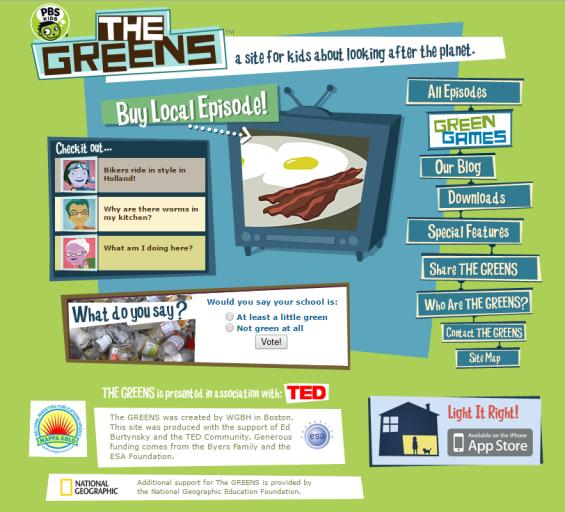 PBS
KIDS
THE
GREENS
TM
a site for kids about looking after the planet.
Buy Local Episode!
Check it out...
Bikers ride in style in
Holland!
Why are there worms in
my kitchen?
What am I doing here?
All Episodes
GREEN
GAMES
Our Blog
Downloads
Special Features
Share THE GREENS
Who Are THE GREENS?
Contact THE GREENS
Site Map
What do you say?
Would you say your school is:
At least a little green
Not green at all
Vote!
THE GREENS is presented in association with: TED
NAPPA GOLD
The GREENS was created by WGBH in Boston.
This site was produced with the support of Ed
Burtynsky and the TED Community. Generous
funding comes from the Byers Family and the
ESA Foundation.
esa
Light It Right!
Available on the iPhone
App Store
NATIONAL
GEOGRAPHIC
Additional support for The GREENS is provided by
the National Geographic Education Foundation.